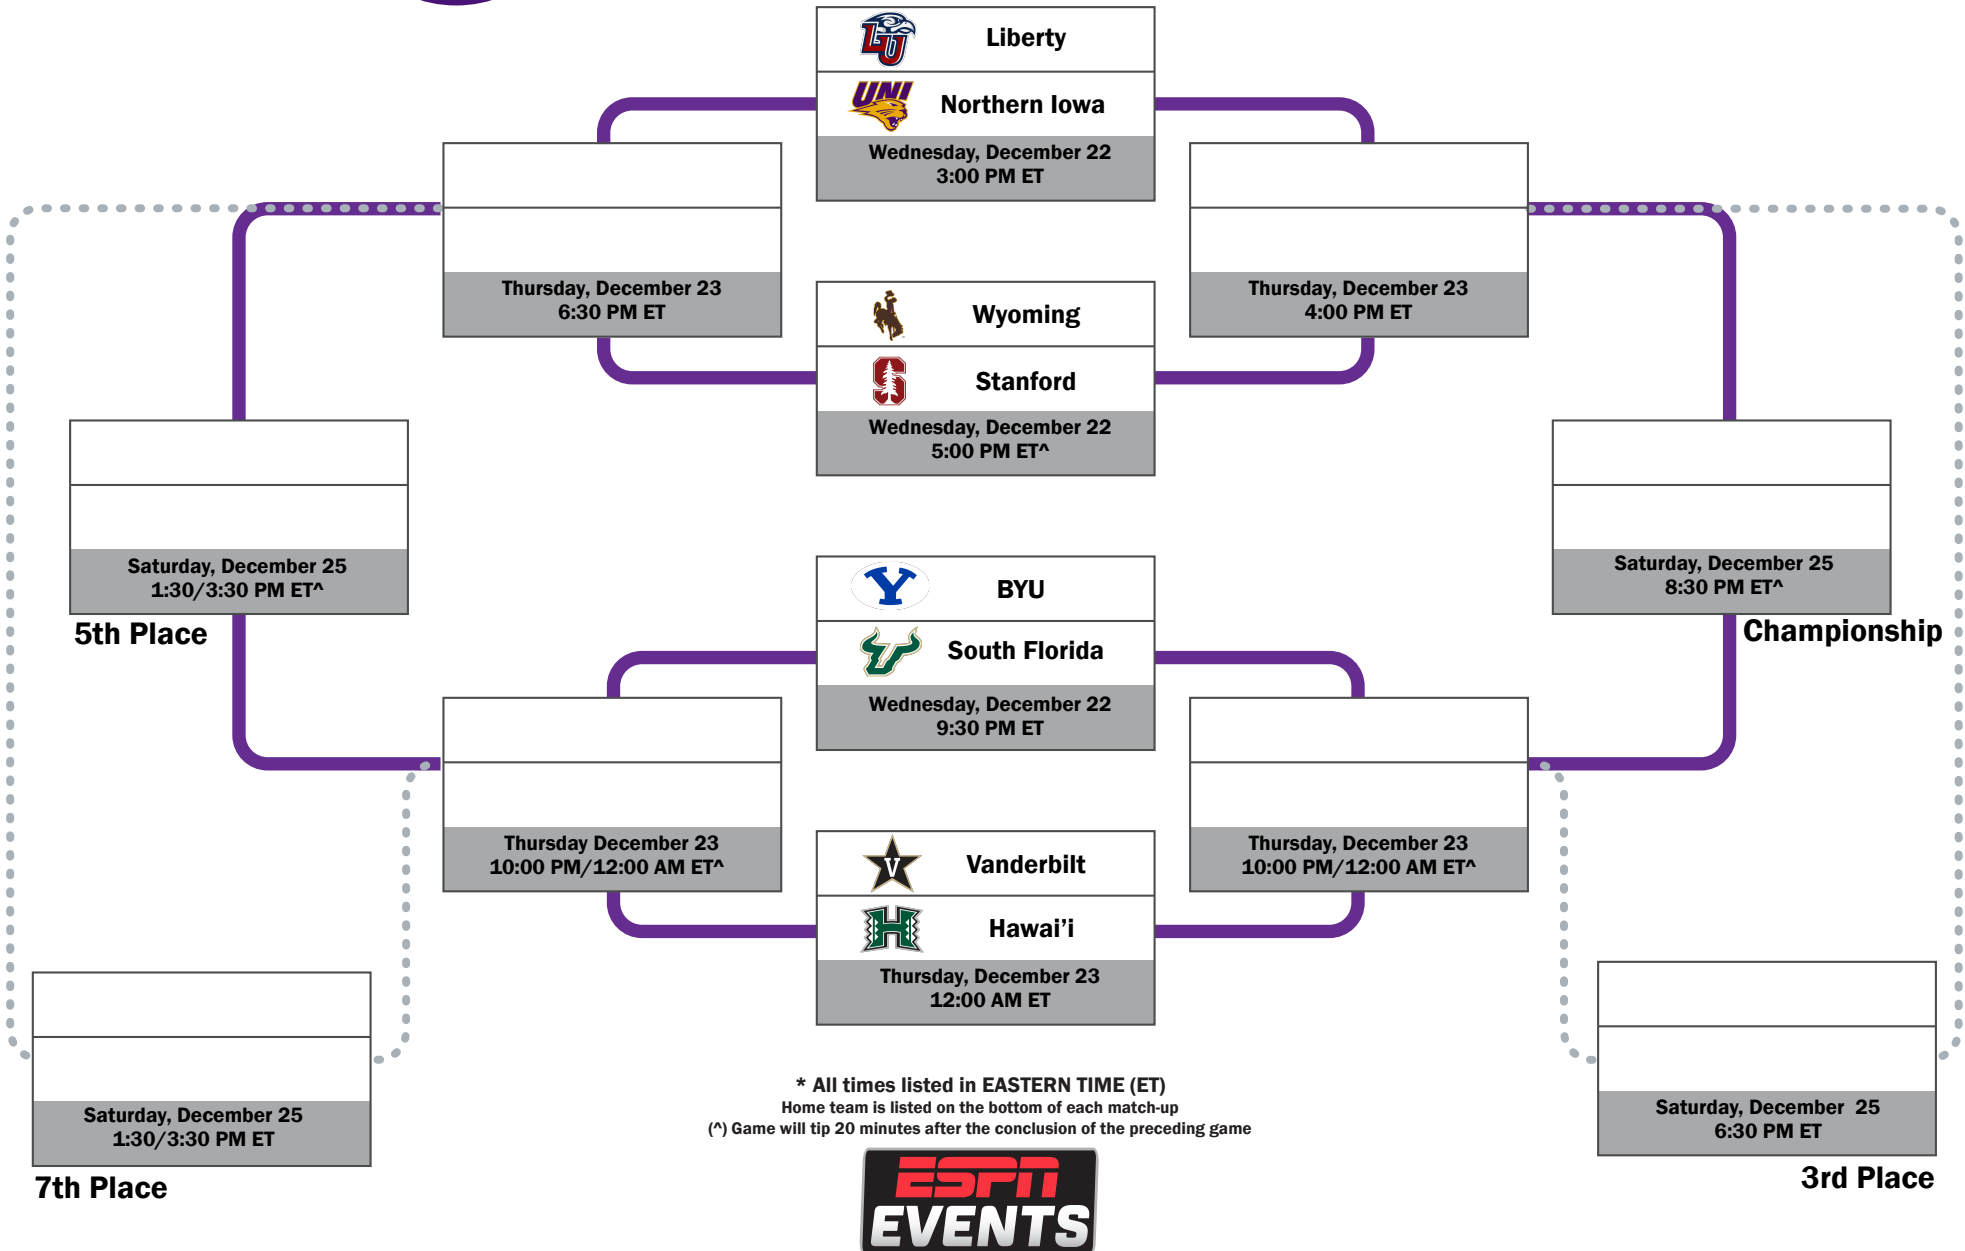 Liberty
UNI
Northern Iowa
Wednesday, December 22
3:00 PM ET
Thursday, December 23
6:30 PM ET
Thursday, December 23
4:00 PM ET
Wyoming
S
Stanford
Wednesday, December 22
5:00 PM ET^
Saturday, December 25
1:30/3:30 PM ET^
5th Place
Saturday, December 25
8:30 PM ET^
Championship
Y
BYU
South Florida
Wednesday, December 22
9:30 PM ET
Thursday December 23
10:00 PM/12:00 AM ET^
Thursday, December 23
10:00 PM/12:00 AM ET^
V
Vanderbilt
H
Hawai’i
Thursday, December 23
12:00 AM ET
Saturday, December 25
1:30/3:30 PM ET
7th Place
Saturday, December 25
6:30 PM ET
3rd Place
* All times listed in EASTERN TIME (ET)
Home team is listed on the bottom of each match-up
(^) Game will tip 20 minutes after the conclusion of the preceding game
ESPN
EVENTS